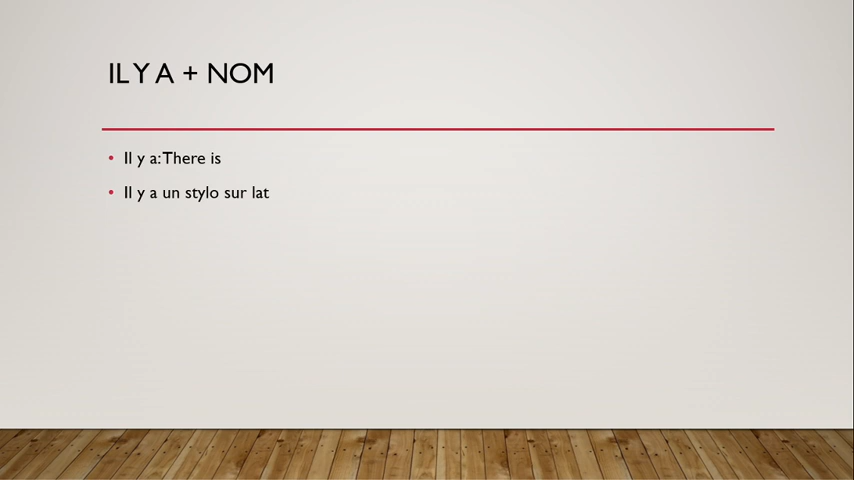 IL Y A + NOM
• Il y a: There is
• Il y a un stylo sur lat